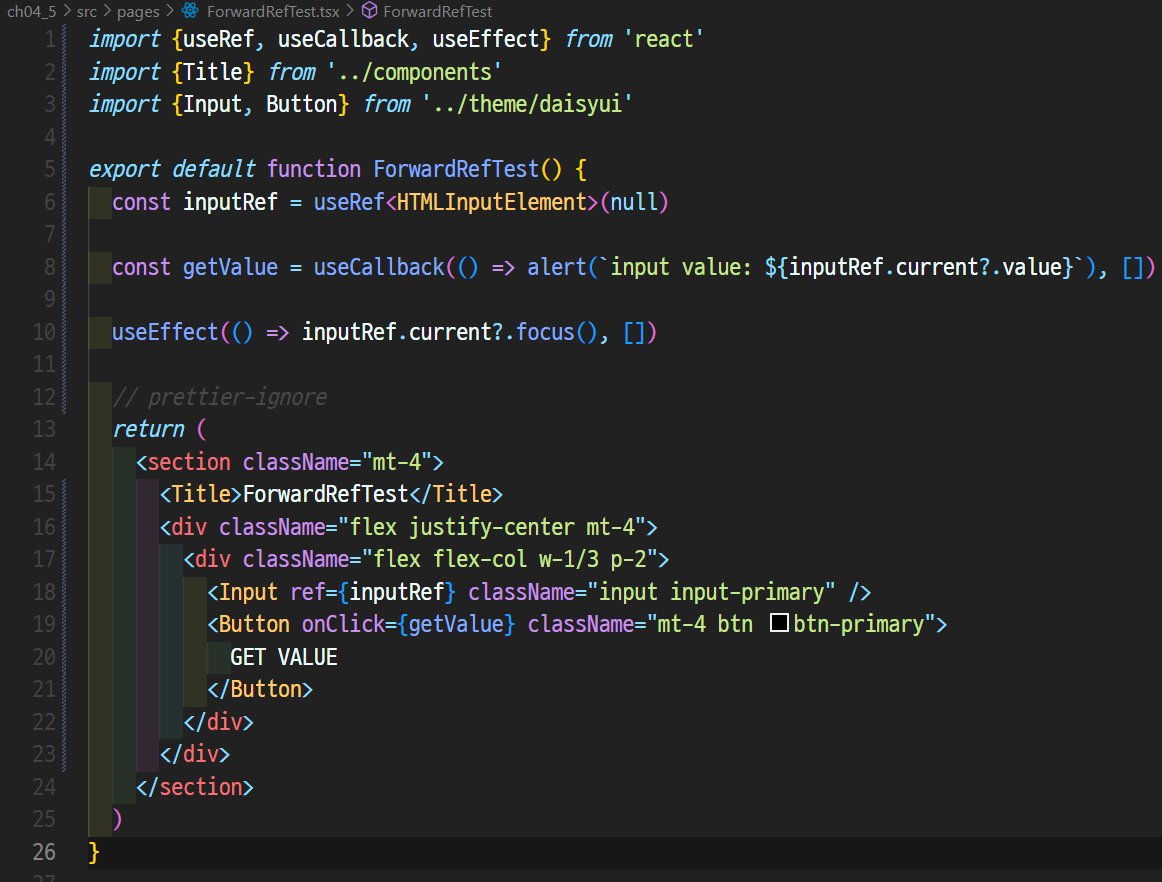 ch04_5 > src > pages > ForwardRefTest.tsx > ForwardRefTest
1 import {useRef, useCallback, useEffect} from 'react'
2 import {Title} from '../components'
3 import {Input, Button} from '../theme/daisyui'
4
5 export default function ForwardRefTest() {
6   const inputRef = useRef<HTMLInputElement>(null)
7
8   const getValue = useCallback(() => alert(`input value: ${inputRef.current?.value}`), [])
9
10   useEffect(() => inputRef.current?.focus(), [])
11
12   // prettier-ignore
13   return (
14     <section className="mt-4">
15       <Title>ForwardRefTest</Title>
16       <div className="flex justify-center mt-4">
17         <div className="flex flex-col w-1/3 p-2">
18           <Input ref={inputRef} className="input input-primary" />
19           <Button onClick={getValue} className="mt-4 btn btn-primary">
20             GET VALUE
21           </Button>
22         </div>
23       </div>
24     </section>
25   )
26 }
27